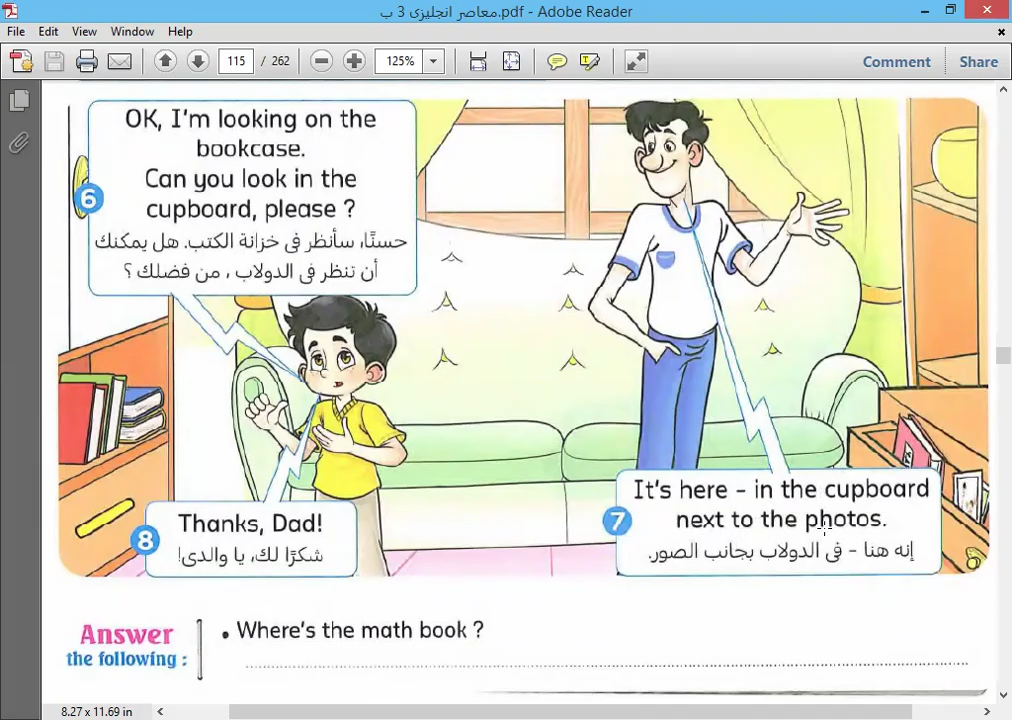 معاصر انجليزى 3 ب.pdf - Adobe Reader
File Edit View Window Help
115 / 262 125% Comment Share
6
OK, I'm looking on the
bookcase.
Can you look in the
cupboard, please ?
حسنًا، سأنظر فى خزانة الكتب. هل يمكنك
أن تنظر فى الدولاب ، من فضلك ؟
7
It's here - in the cupboard
next to the photos.
إنه هنا - فى الدولاب بجانب الصور.
8
Thanks, Dad!
شكرًا لك، يا والدى!
Answer
the following :
• Where's the math book ?
8.27 x 11.69 in